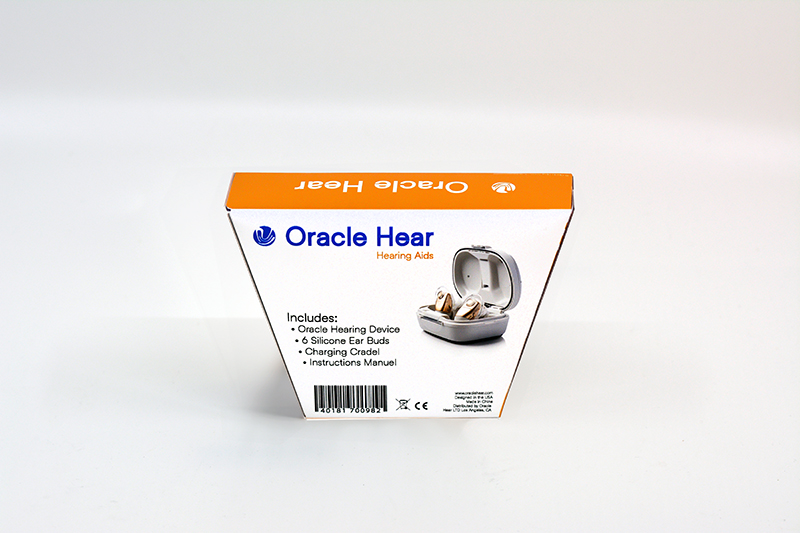 Oracle Hear
Oracle Hear
Hearing Aids
Includes:
• Oracle Hearing Device
• 6 Silicone Ear Buds
• Charging Cradel
• Instructions Manuel
40181 700982
CE
www.oraclehear.com
Designed in the USA
Made in China
Distributed by Oracle
Hear LTD Los Angeles, CA